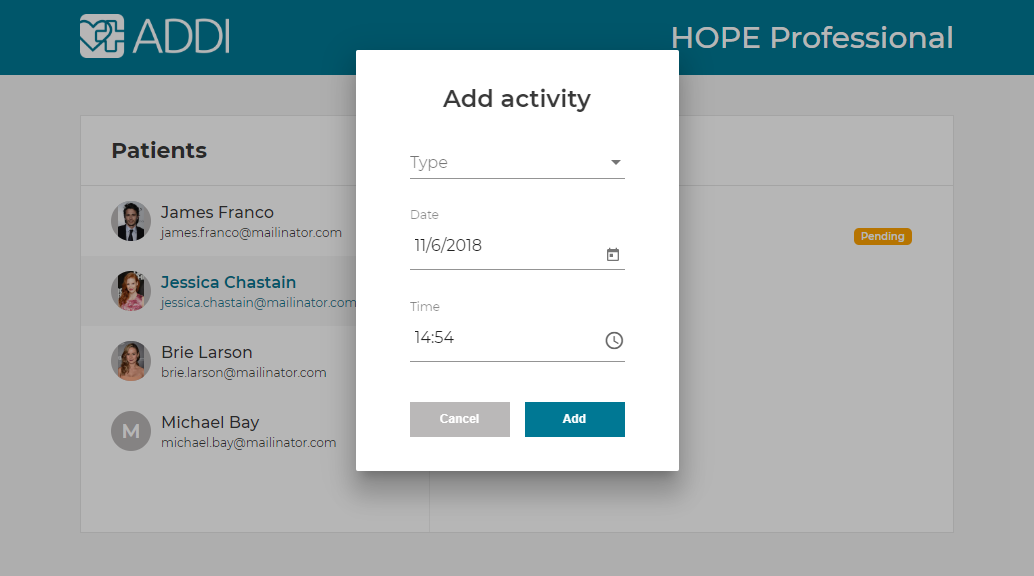 ADDI
HOPE Professional
Patients
James Franco
james.franco@mailinator.com
Jessica Chastain
jessica.chastain@mailinator.com
Brie Larson
brie.larson@mailinator.com
M
Michael Bay
michael.bay@mailinator.com
Add activity
Type
Date
11/6/2018
Time
14:54
Cancel
Add
Pending